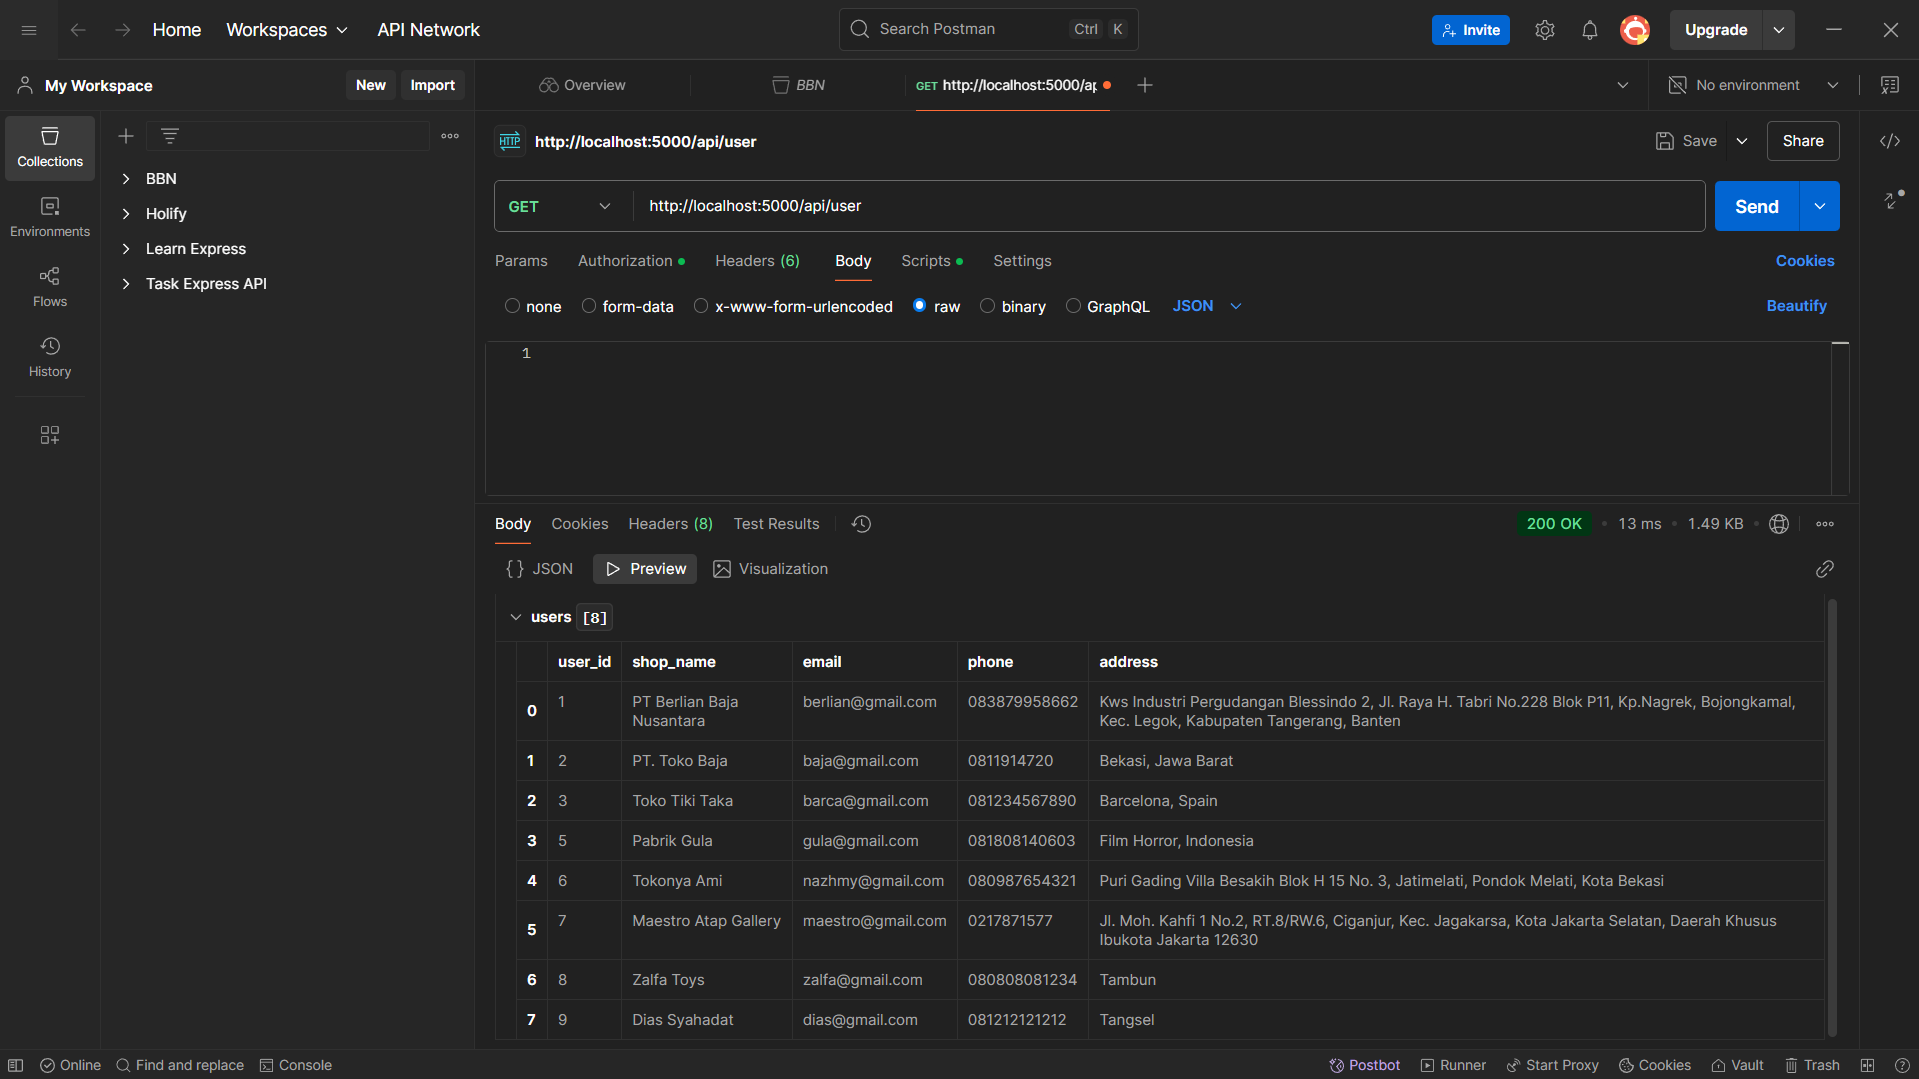 Home Workspaces API Network Search Postman Ctrl K Invite Upgrade
My Workspace New Import Overview BBN GET http://localhost:5000/ap No environment
Collections
Environments
Flows
History
BBN
Holify
Learn Express
Task Express API
HTTP http://localhost:5000/api/user Save Share
GET http://localhost:5000/api/user Send
Params Authorization Headers (6) Body Scripts Settings Cookies
none form-data x-www-form-urlencoded raw binary GraphQL JSON Beautify
1
Body Cookies Headers (8) Test Results 200 OK • 13 ms • 1.49 KB •
{} JSON Preview Visualization
users [8]
user_id shop_name email phone address
0 1 PT Berlian Baja Nusantara berlian@gmail.com 083879958662 Kws Industri Pergudangan Blessindo 2, Jl. Raya H. Tabri No.228 Blok P11, Kp.Nagrek, Bojongkamal,
Kec. Legok, Kabupaten Tangerang, Banten
1 2 PT. Toko Baja baja@gmail.com 0811914720 Bekasi, Jawa Barat
2 3 Toko Tiki Taka barca@gmail.com 081234567890 Barcelona, Spain
3 5 Pabrik Gula gula@gmail.com 081808140603 Film Horror, Indonesia
4 6 Tokonya Ami nazhmy@gmail.com 080987654321 Puri Gading Villa Besakih Blok H 15 No. 3, Jatimelati, Pondok Melati, Kota Bekasi
5 7 Maestro Atap Gallery maestro@gmail.com 0217871577 Jl. Moh. Kahfi 1 No.2, RT.8/RW.6, Ciganjur, Kec. Jagakarsa, Kota Jakarta Selatan, Daerah Khusus
Ibukota Jakarta 12630
6 8 Zalfa Toys zalfa@gmail.com 080808081234 Tambun
7 9 Dias Syahadat dias@gmail.com 081212121212 Tangsel
Online Find and replace Console Postbot Runner Start Proxy Cookies Vault Trash